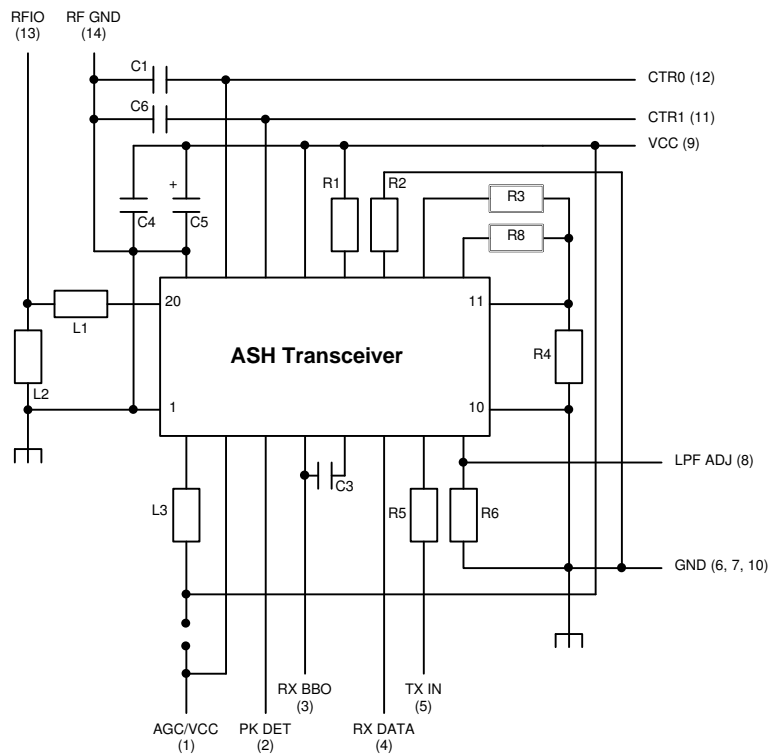 RFIO
(13)
RF GND
(14)
C1
CTR0 (12)
C6
CTR1 (11)
VCC (9)
R1
R2
R3
+
C4
C5
R8
20
11
L1
ASH Transceiver
R4
L2
1
10
LPF ADJ (8)
C3
L3
R5
R6
GND (6, 7, 10)
RX BBO
(3)
TX IN
(5)
AGC/VCC
(1)
PK DET
(2)
RX DATA
(4)